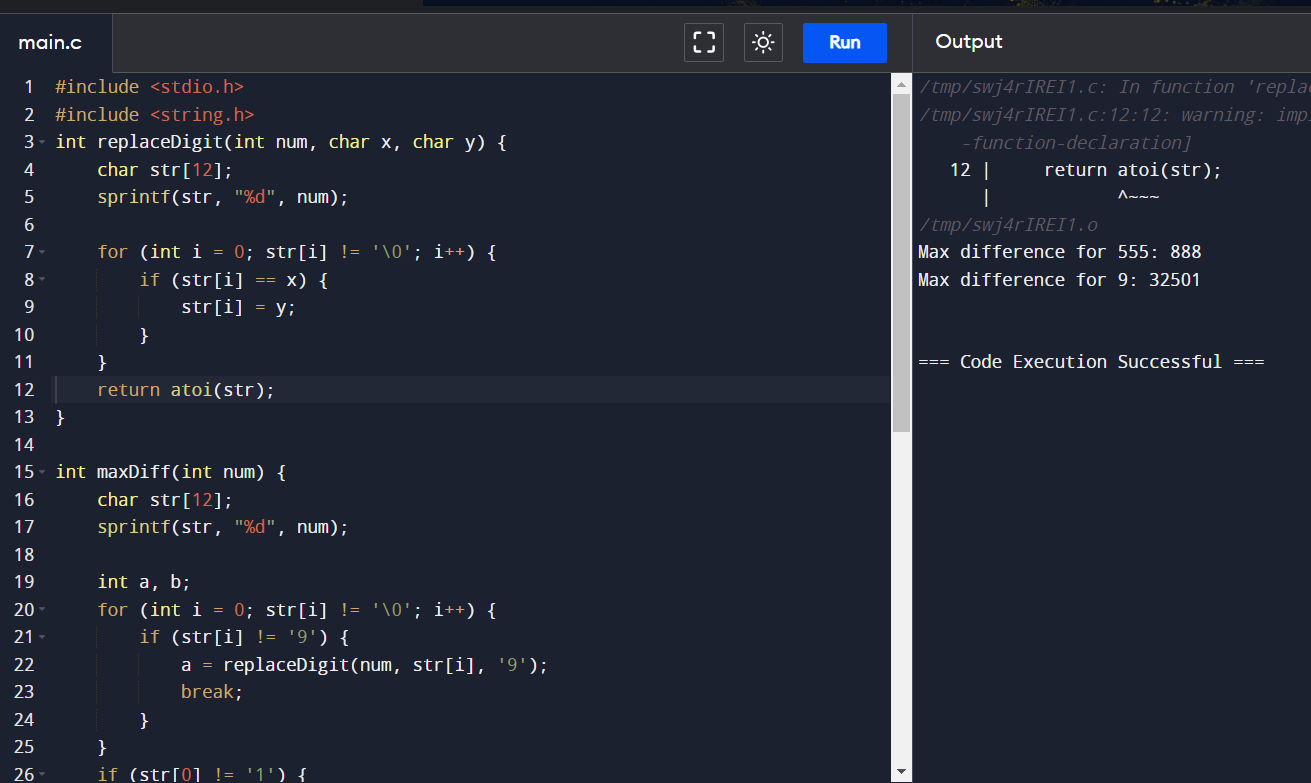 main.c
Run
Output
1 #include <stdio.h>
2 #include <string.h>
3 int replaceDigit(int num, char x, char y) {
4     char str[12];
5     sprintf(str, "%d", num);
6
7     for (int i = 0; str[i] != '\0'; i++) {
8         if (str[i] == x) {
9             str[i] = y;
10         }
11     }
12     return atoi(str);
13 }
14
15 int maxDiff(int num) {
16     char str[12];
17     sprintf(str, "%d", num);
18
19     int a, b;
20     for (int i = 0; str[i] != '\0'; i++) {
21         if (str[i] != '9') {
22             a = replaceDigit(num, str[i], '9');
23             break;
24         }
25     }
26     if (str[0] != '1') {
/tmp/swj4rIREI1.c: In function 'repla
/tmp/swj4rIREI1.c:12:12: warning: imp
-function-declaration]
12 |     return atoi(str);
|            ^~~~
/tmp/swj4rIREI1.o
Max difference for 555: 888
Max difference for 9: 32501
=== Code Execution Successful ===